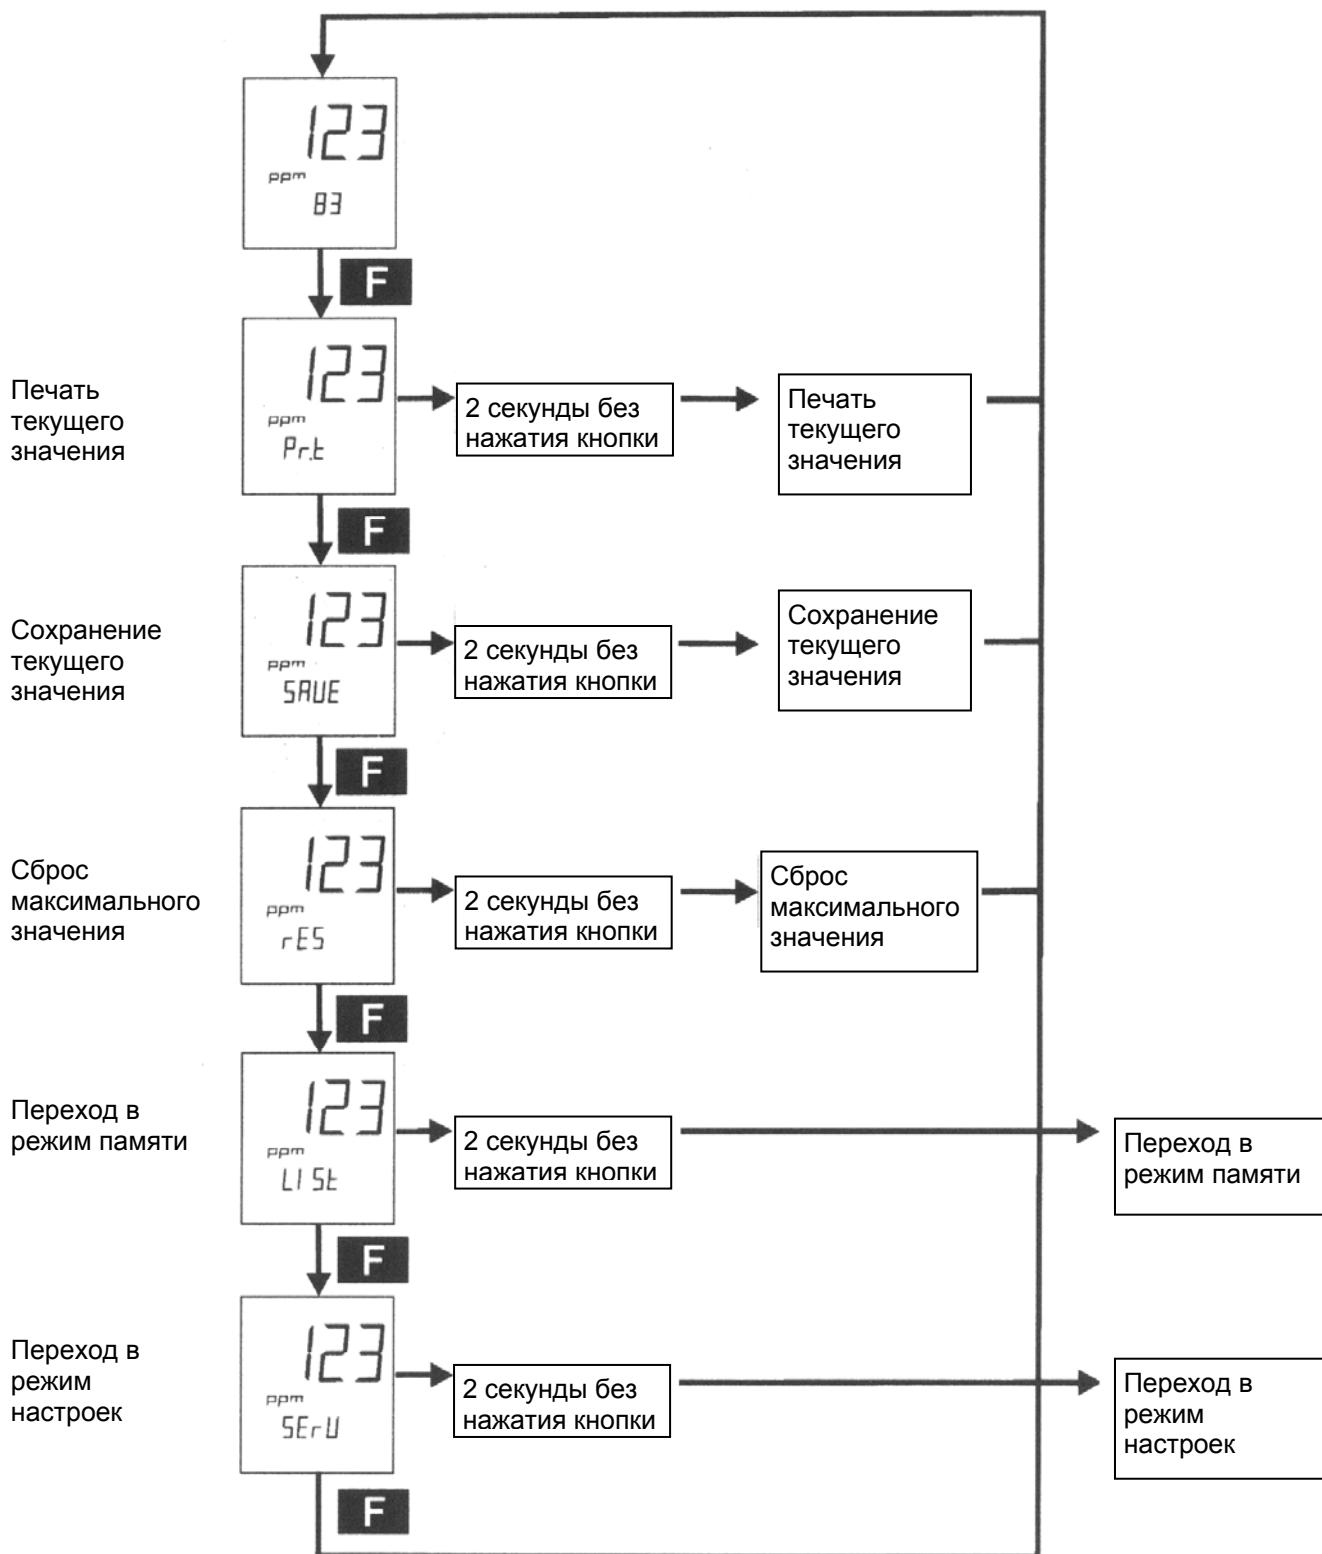 123
ppm
83
F
Печать
текущего
значения
123
ppm
Pr.t
2 секунды без
нажатия кнопки
Печать
текущего
значения
F
Сохранение
текущего
значения
123
ppm
SAVE
2 секунды без
нажатия кнопки
Сохранение
текущего
значения
F
Сброс
максимального
значения
123
ppm
rES
2 секунды без
нажатия кнопки
Сброс
максимального
значения
F
Переход в
режим памяти
123
ppm
LISt
2 секунды без
нажатия кнопки
Переход в
режим памяти
F
Переход в
режим
настроек
123
ppm
SErU
2 секунды без
нажатия кнопки
Переход в
режим
настроек
F